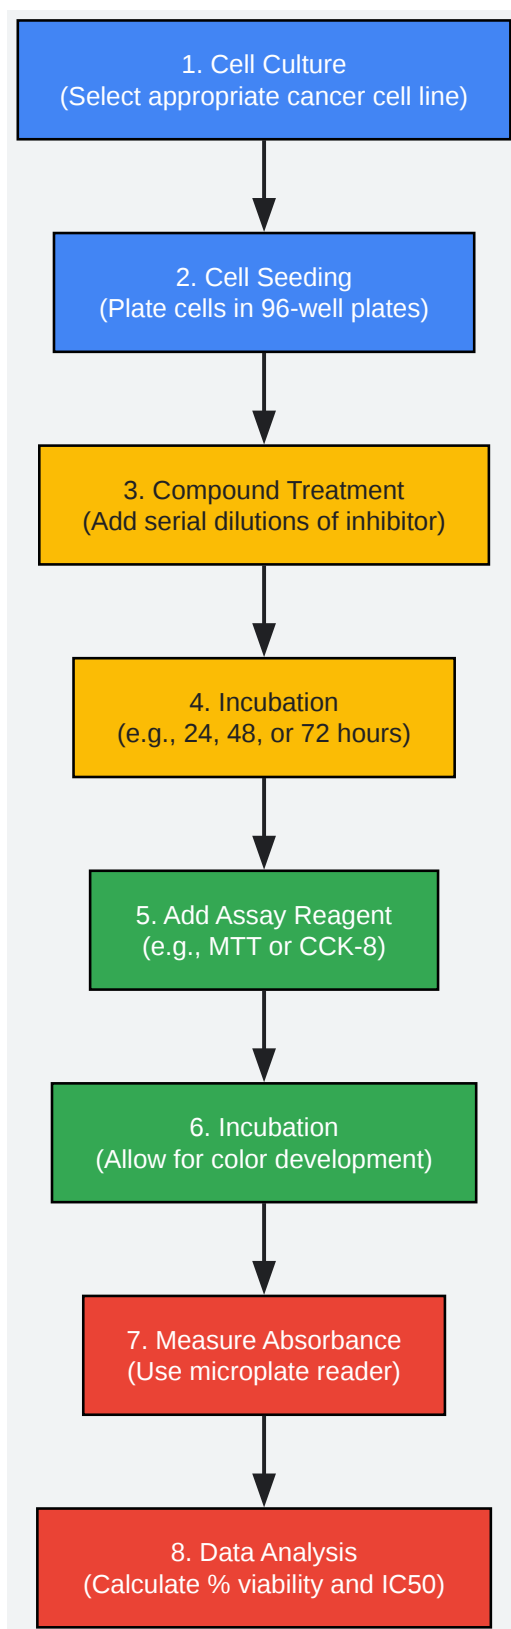 1. Cell Culture
(Select appropriate cancer cell line)
2. Cell Seeding
(Plate cells in 96-well plates)
3. Compound Treatment
(Add serial dilutions of inhibitor)
4. Incubation
(e.g., 24, 48, or 72 hours)
5. Add Assay Reagent
(e.g., MTT or CCK-8)
6. Incubation
(Allow for color development)
7. Measure Absorbance
(Use microplate reader)
8. Data Analysis
(Calculate % viability and IC50)